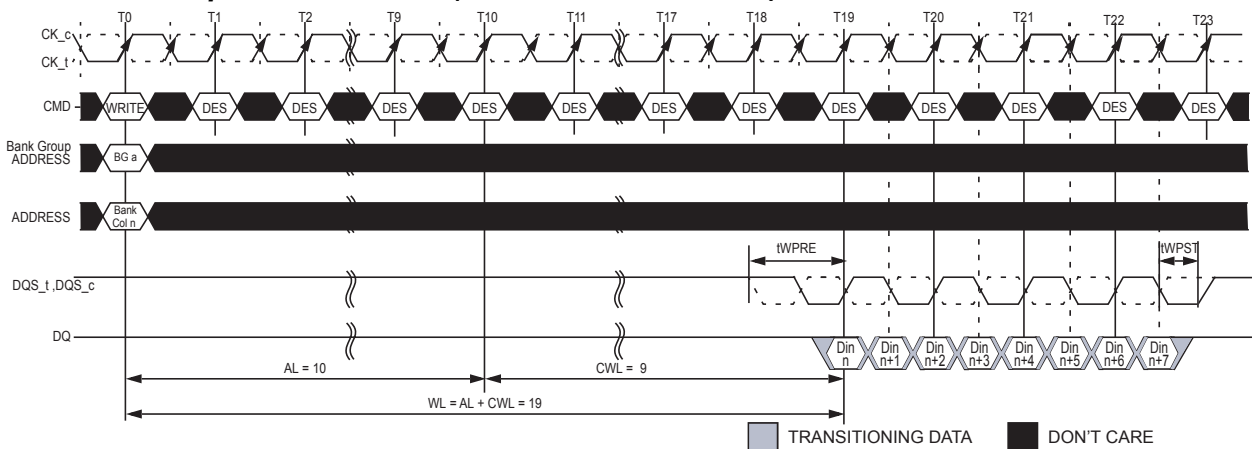 T0 T1 T2 T9 T10 T11 T17 T18 T19 T20 T21 T22 T23
CK_c
CK_t
CMD WRITE DES DES DES DES DES DES DES DES DES DES DES DES
Bank Group
ADDRESS BG a
ADDRESS Bank
Col n
tWPRE tWPST
DQS_t ,DQS_c
DQ Din
n Din
n+1 Din
n+2 Din
n+3 Din
n+4 Din
n+5 Din
n+6 Din
n+7
AL = 10 CWL = 9
WL = AL + CWL = 19
TRANSITIONING DATA DON'T CARE